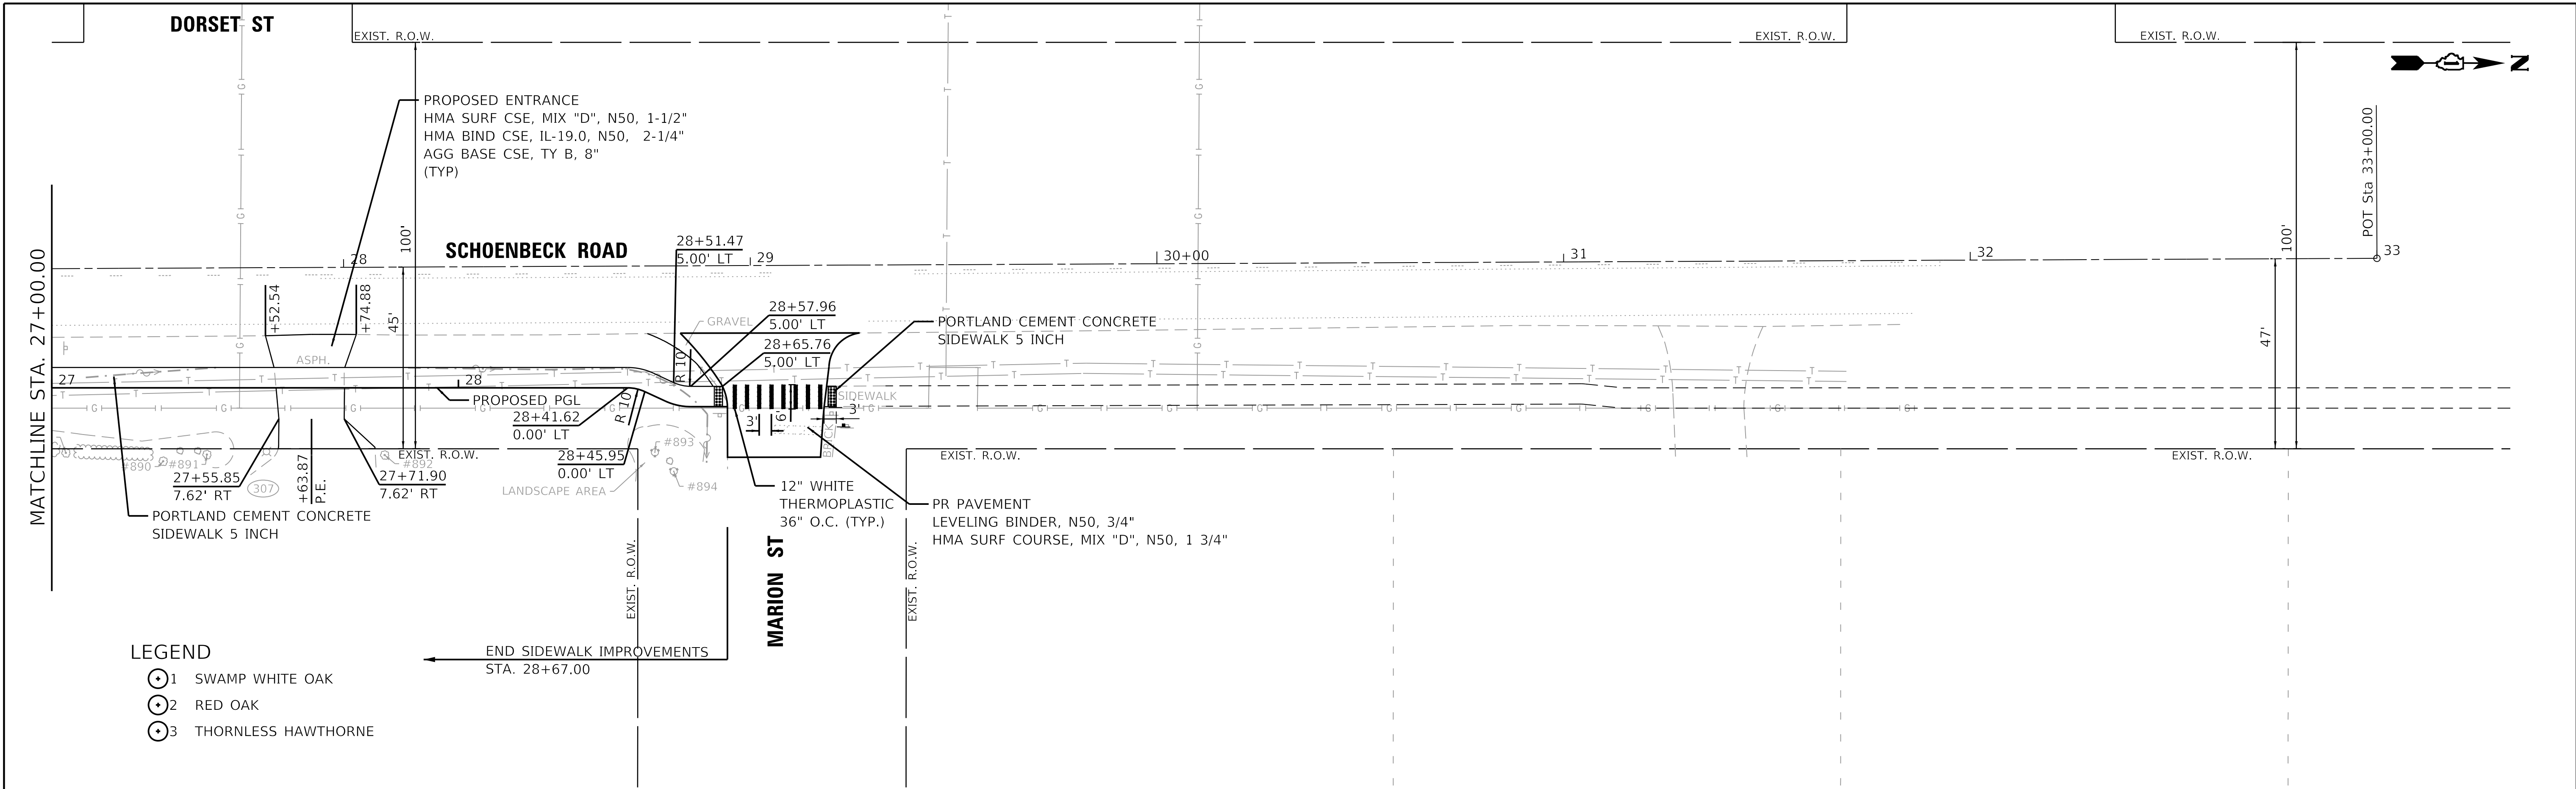 DORSET ST
EXIST. R.O.W.
EXIST. R.O.W.
EXIST. R.O.W.
N
PROPOSED ENTRANCE
HMA SURF CSE, MIX "D", N50, 1-1/2"
HMA BIND CSE, IL-19.0, N50, 2-1/4"
AGG BASE CSE, TY B, 8"
(TYP)
POT Sta 33+00.00
100'
100'
SCHOENBECK ROAD
28
29
30+00
31
32
33
28+51.47
5.00' LT
MATCHLINE STA. 27+00.00
+52.54
+74.88
45'
47'
28+57.96
5.00' LT
GRAVEL
28+65.76
5.00' LT
PORTLAND CEMENT CONCRETE
SIDEWALK 5 INCH
ASPH.
R 10'
27
28
PROPOSED PGL
28+41.62
0.00' LT
R 10'
6'
SIDEWALK
3'
3'
BRICK
#890
#891
#892
#893
#894
EXIST. R.O.W.
EXIST. R.O.W.
EXIST. R.O.W.
28+45.95
0.00' LT
27+55.85
7.62' RT
307
+63.87
P.E.
27+71.90
7.62' RT
LANDSCAPE AREA
PORTLAND CEMENT CONCRETE
SIDEWALK 5 INCH
12" WHITE
THERMOPLASTIC
36" O.C. (TYP.)
PR PAVEMENT
LEVELING BINDER, N50, 3/4"
HMA SURF COURSE, MIX "D", N50, 1 3/4"
MARION ST
EXIST. R.O.W.
EXIST. R.O.W.
END SIDEWALK IMPROVEMENTS
STA. 28+67.00
LEGEND
1 SWAMP WHITE OAK
2 RED OAK
3 THORNLESS HAWTHORNE